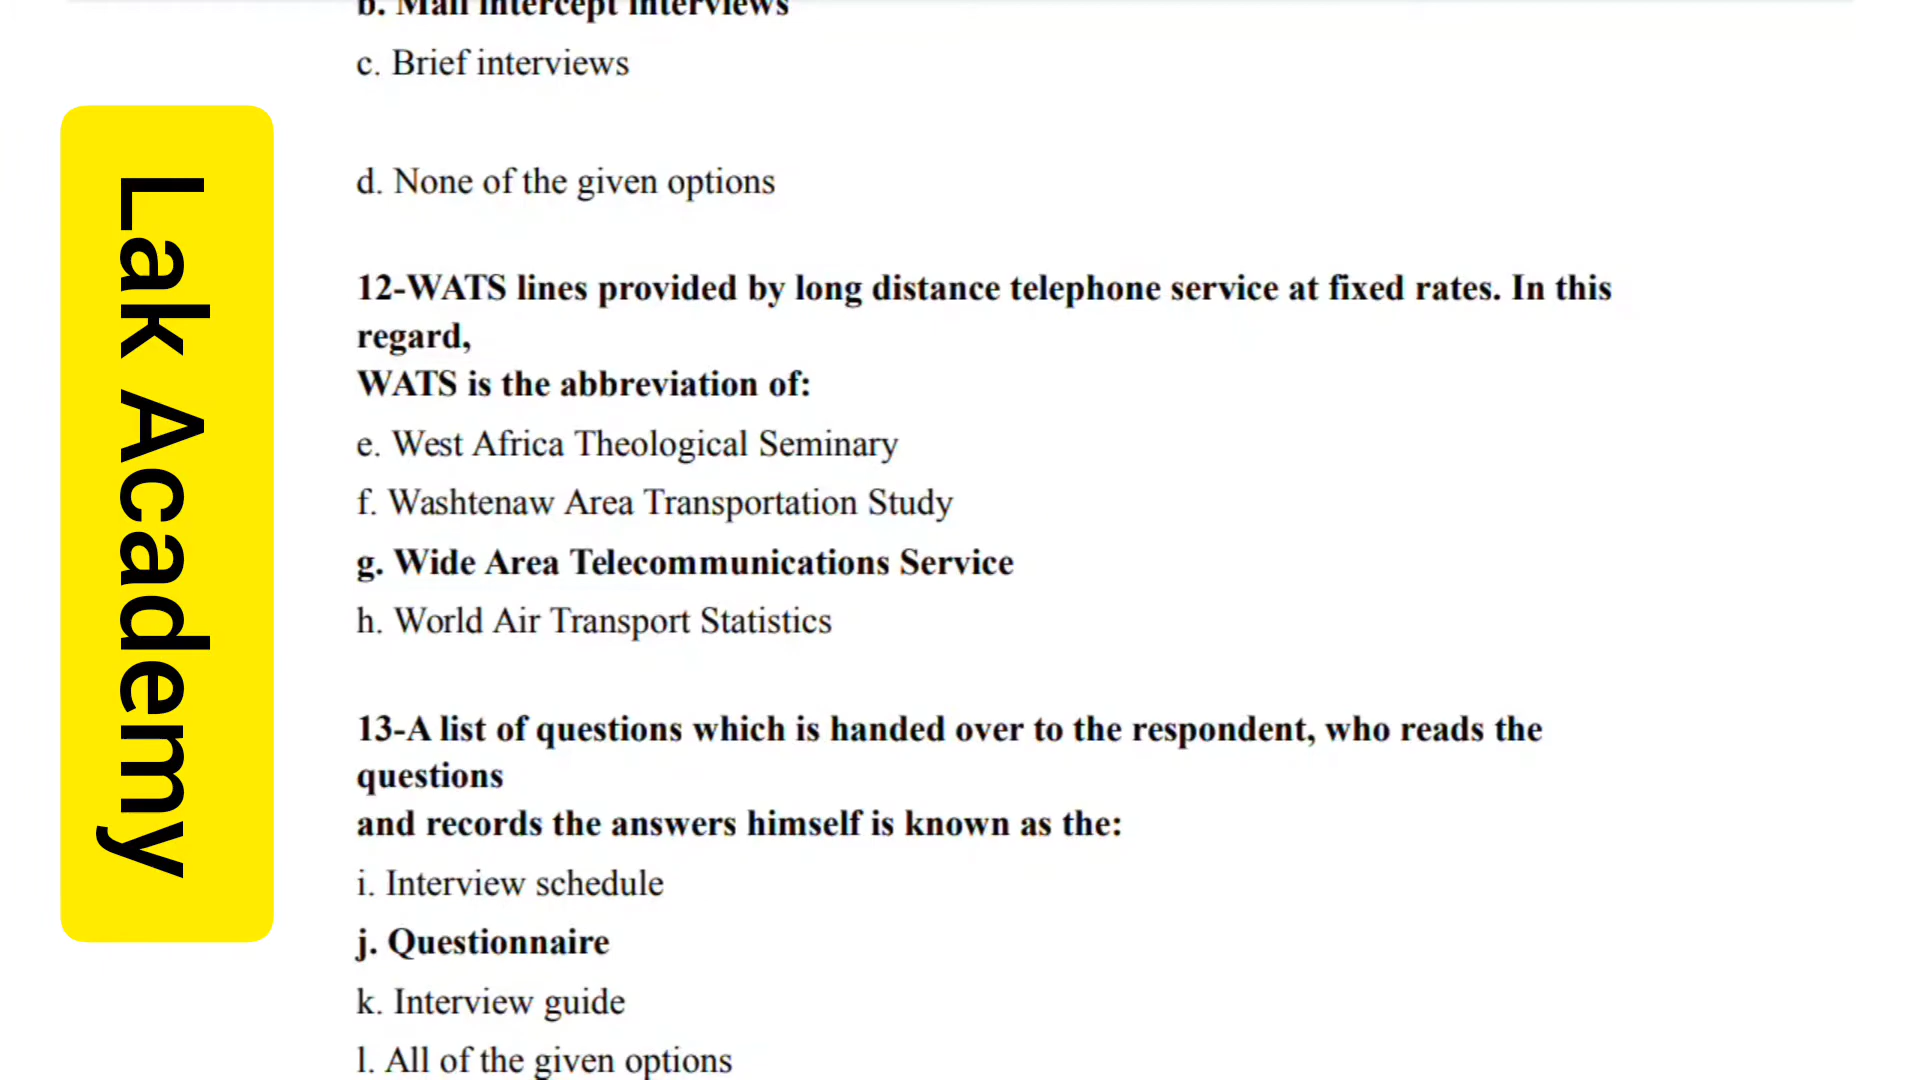 b. Mall intercept interviews
c. Brief interviews
d. None of the given options
12-WATS lines provided by long distance telephone service at fixed rates. In this
regard,
WATS is the abbreviation of:
e. West Africa Theological Seminary
f. Washtenaw Area Transportation Study
g. Wide Area Telecommunications Service
h. World Air Transport Statistics
13-A list of questions which is handed over to the respondent, who reads the
questions
and records the answers himself is known as the:
i. Interview schedule
j. Questionnaire
k. Interview guide
l. All of the given options
Lak Academy